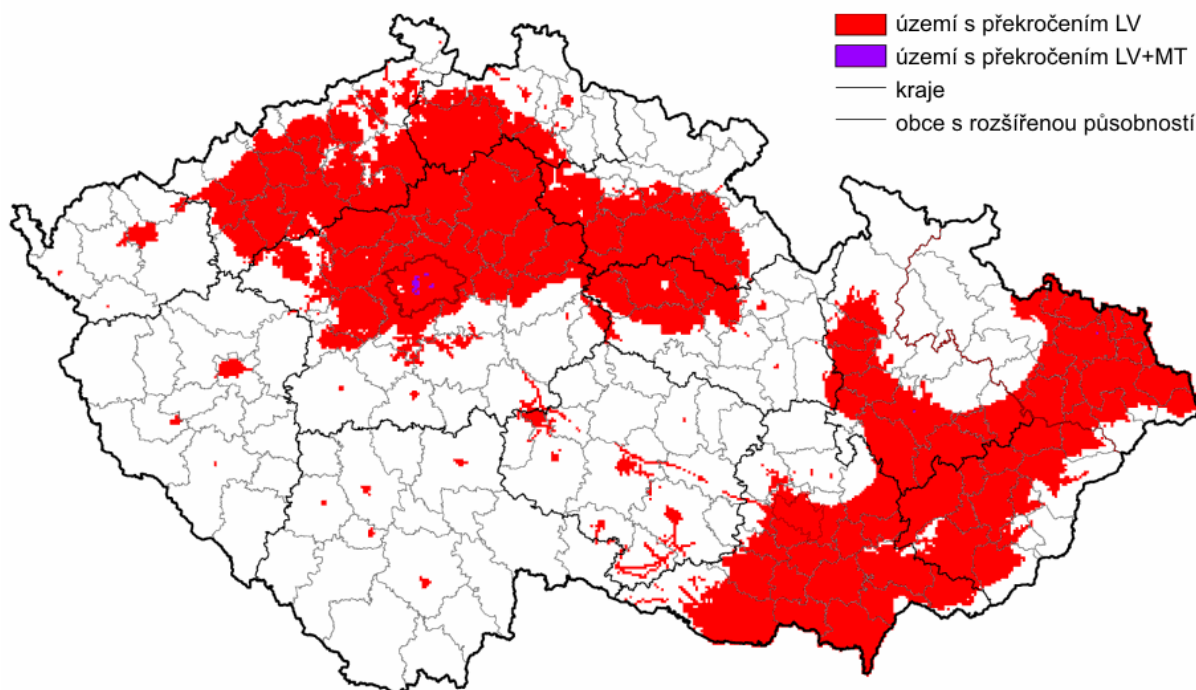 území s překročením LV
území s překročením LV+MT
kraje
obce s rozšířenou působností